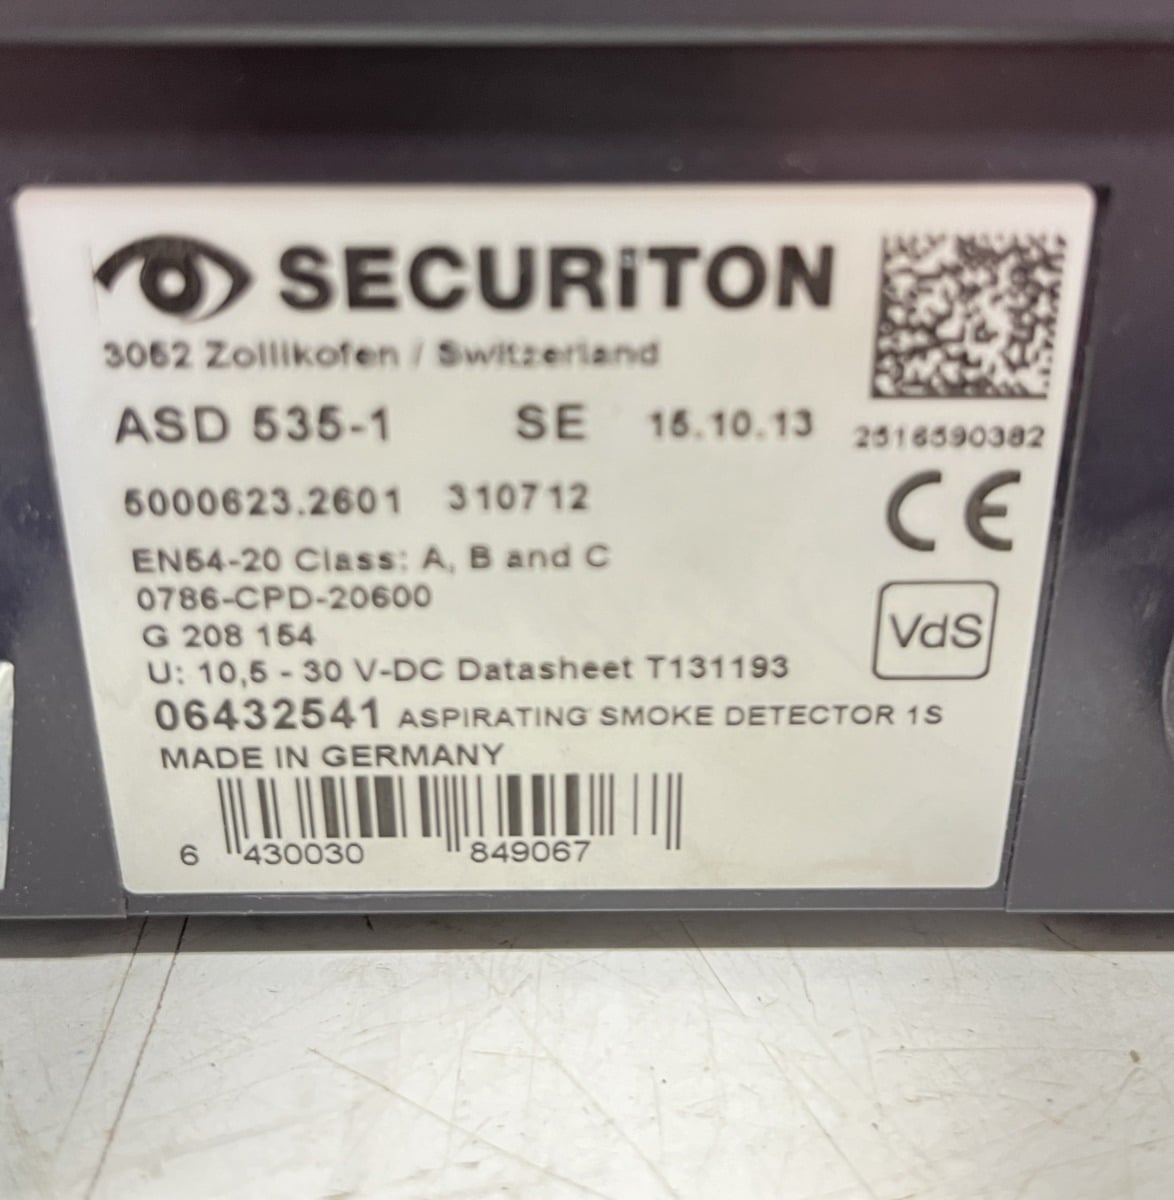 SECURITON
3052 Zollikofen / Switzerland
ASD 535-1 SE 15.10.13
2516590382
5000623.2601 310712
CE
EN54-20 Class: A, B and C
0786-CPD-20600
G 208 154
VdS
U: 10,5 - 30 V-DC Datasheet T131193
06432541 ASPIRATING SMOKE DETECTOR 1S
MADE IN GERMANY
6 430030 849067